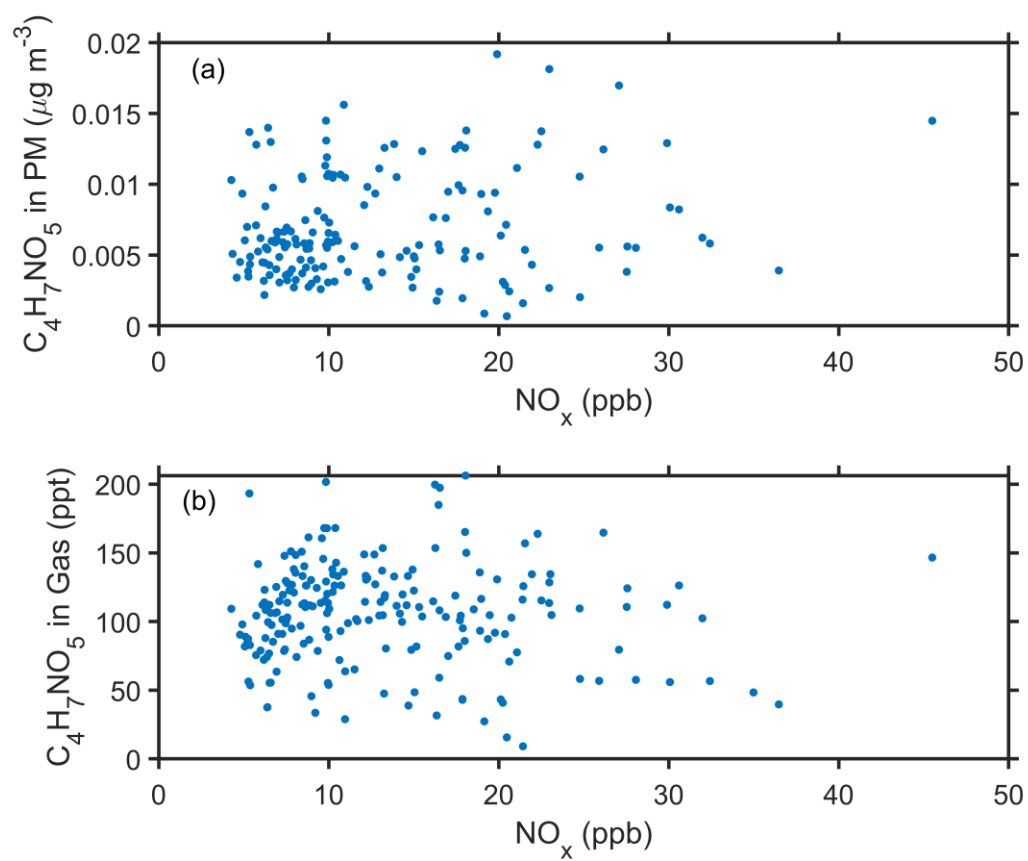 (a)
C₄H₇NO₅ in PM (μg m⁻³)
0.02
0.015
0.01
0.005
0
0 10 20 30 40 50
NOₓ (ppb)
(b)
C₄H₇NO₅ in Gas (ppt)
200
150
100
50
0
0 10 20 30 40 50
NOₓ (ppb)